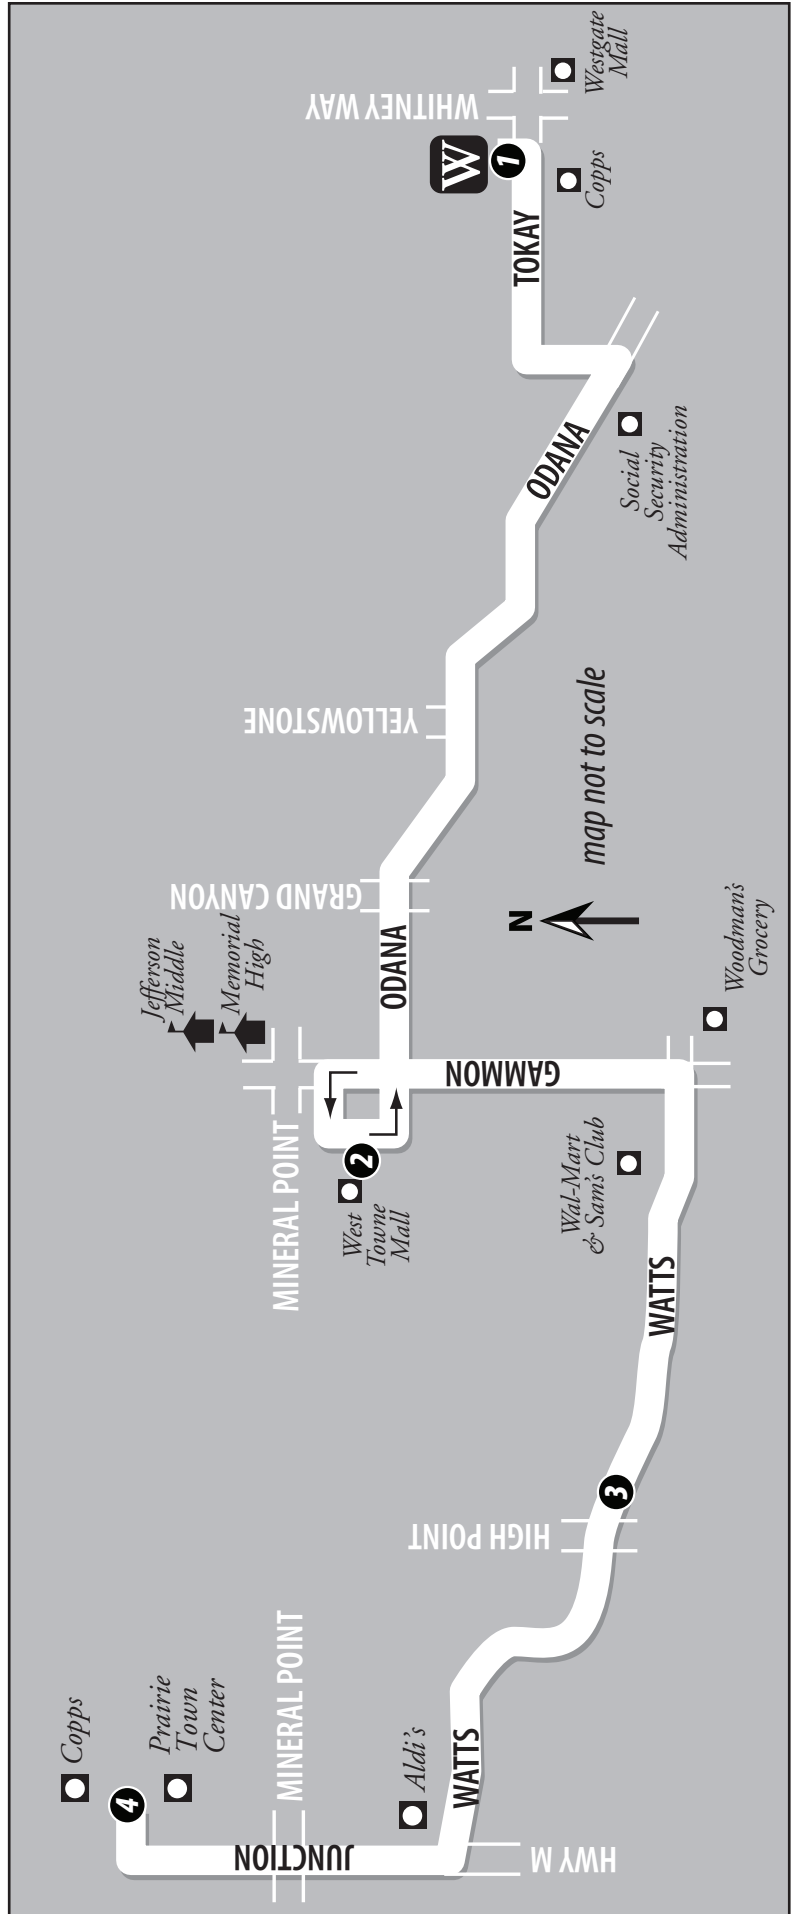 Copps
4
Prairie
Town
Center
JUNCTION
MINERAL POINT
Aldi's
WATTS
HWY M
HIGH POINT
3
WATTS
Wal-Mart
& Sam's Club
West
Towne
Mall
2
MINERAL POINT
Jefferson
Middle
Memorial
High
GAMMON
Woodman's
Grocery
ODANA
GRAND CANYON
N
map not to scale
YELLOWSTONE
ODANA
Social
Security
Administration
TOKAY
W
1
Copps
WHITNEY WAY
Westgate
Mall